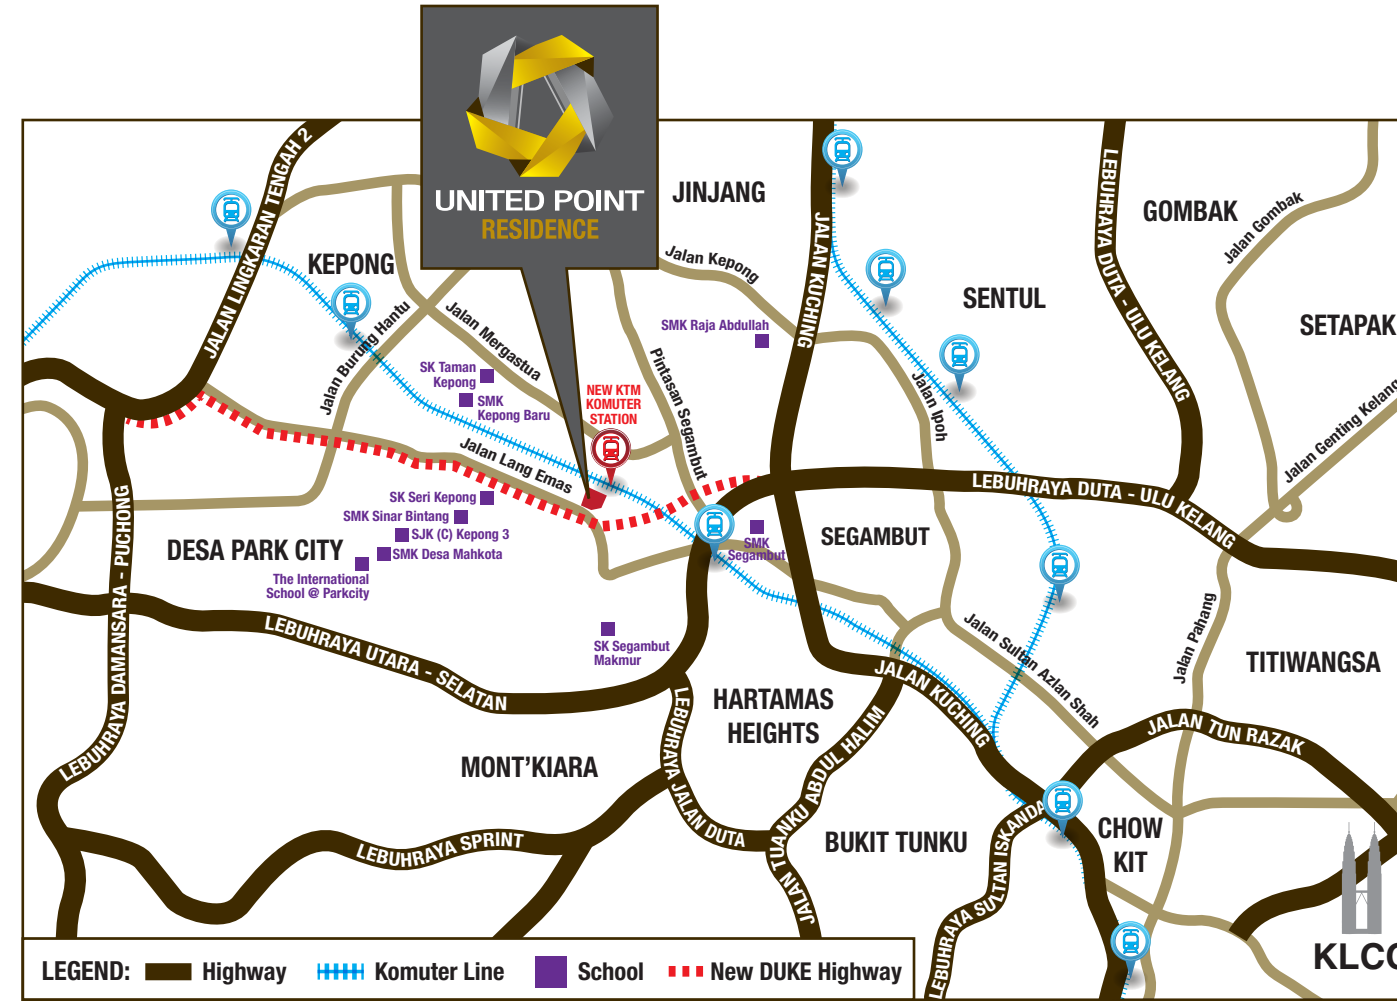 UNITED POINT
RESIDENCE
JALAN LINGKARAN TENGAH 2
KEPONG
JINJANG
Jalan Kepong
JALAN KUCHING
LEBUHRAYA DUTA - ULU KELANG
GOMBAK
Jalan Gombak
SENTUL
SETAPAK
Jalan Burung Hantu
Jalan Mergastua
SMK Raja Abdullah
Pintasan Segambut
SK Taman
Kepong
SMK
Kepong Baru
NEW KTM
KOMUTER
STATION
Jalan Ipoh
Jalan Genting Kelang
Jalan Lang Emas
LEBUHRAYA DUTA - ULU KELANG
SK Seri Kepong
SMK Sinar Bintang
SJK (C) Kepong 3
SMK Desa Mahkota
The International
School @ Parkcity
DESA PARK CITY
LEBUHRAYA DAMANSARA - PUCHONG
SMK
Segambut
SEGAMBUT
LEBUHRAYA UTARA - SELATAN
SK Segambut
Makmur
Jalan Sultan Azlan Shah
Jalan Pahang
TITIWANGSA
HARTAMAS
HEIGHTS
JALAN KUCHING
JALAN TUN RAZAK
MONT'KIARA
LEBUHRAYA JALAN DUTA
JALAN TUANKU ABDUL HALIM
LEBUHRAYA SPRINT
BUKIT TUNKU
LEBUHRAYA SULTAN ISKANDA
CHOW
KIT
KLCC
LEGEND:
Highway
Komuter Line
School
New DUKE Highway